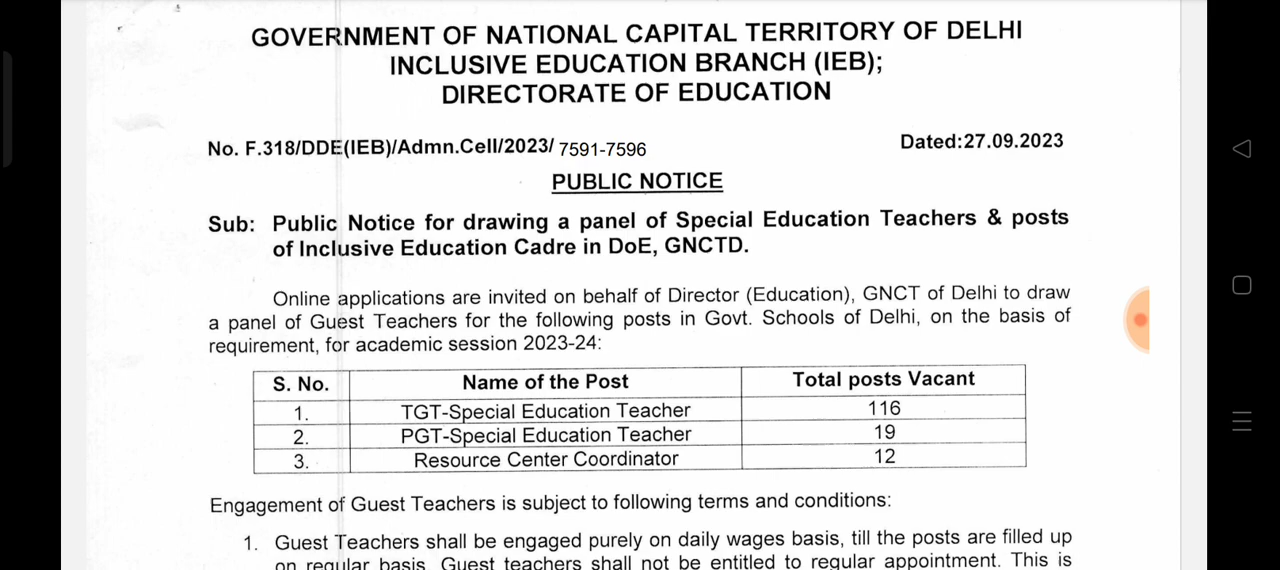 GOVERNMENT OF NATIONAL CAPITAL TERRITORY OF DELHI
INCLUSIVE EDUCATION BRANCH (IEB);
DIRECTORATE OF EDUCATION
No. F.318/DDE(IEB)/Admn.Cell/2023/ 7591-7596 Dated:27.09.2023
PUBLIC NOTICE
Sub: Public Notice for drawing a panel of Special Education Teachers & posts
of Inclusive Education Cadre in DoE, GNCTD.
Online applications are invited on behalf of Director (Education), GNCT of Delhi to draw
a panel of Guest Teachers for the following posts in Govt. Schools of Delhi, on the basis of
requirement, for academic session 2023-24:
S. No. Name of the Post Total posts Vacant
1. TGT-Special Education Teacher 116
2. PGT-Special Education Teacher 19
3. Resource Center Coordinator 12
Engagement of Guest Teachers is subject to following terms and conditions:
1. Guest Teachers shall be engaged purely on daily wages basis, till the posts are filled up
on regular basis. Guest teachers shall not be entitled to regular appointment. This is